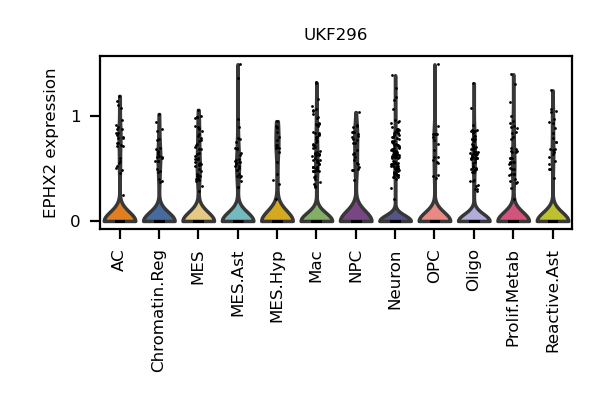 UKF296
EPHX2 expression
1
0
AC
Chromatin.Reg
MES
MES.Ast
MES.Hyp
Mac
NPC
Neuron
OPC
Oligo
Prolif.Metab
Reactive.Ast